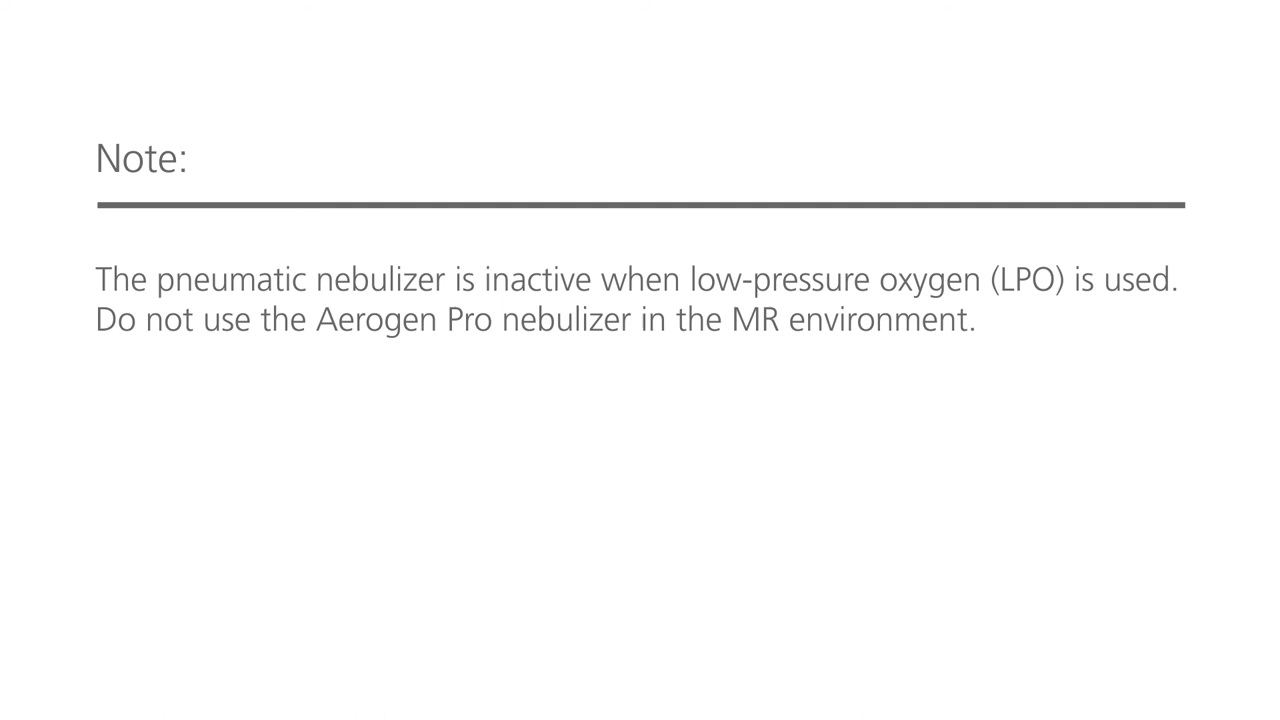 Note:
The pneumatic nebulizer is inactive when low-pressure oxygen (LPO) is used.
Do not use the Aerogen Pro nebulizer in the MR environment.